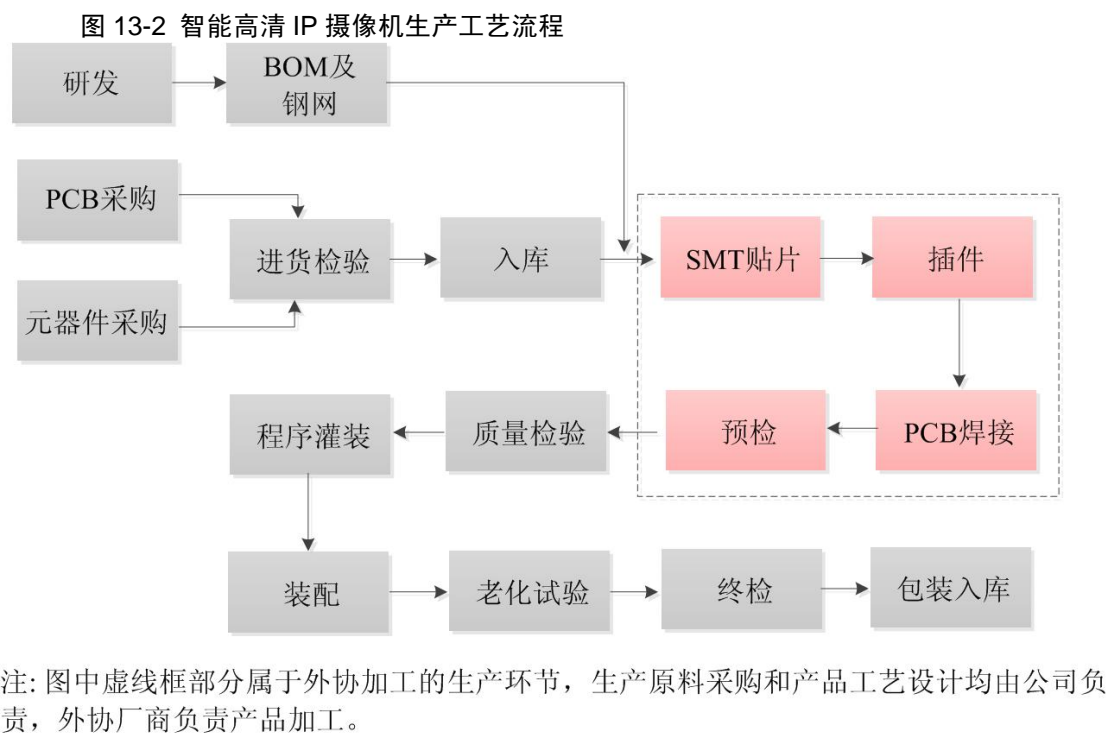 图 13-2 智能高清 IP 摄像机生产工艺流程
研发
BOM及
钢网
PCB采购
元器件采购
进货检验
入库
SMT贴片
插件
PCB焊接
预检
质量检验
程序灌装
装配
老化试验
终检
包装入库
注: 图中虚线框部分属于外协加工的生产环节，生产原料采购和产品工艺设计均由公司负
责，外协厂商负责产品加工。